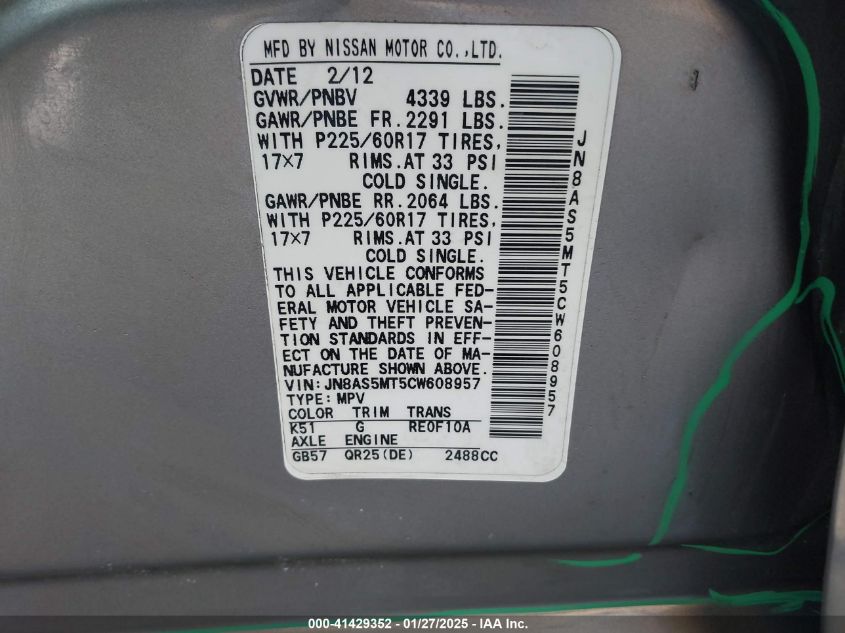 MFD BY NISSAN MOTOR CO.,LTD.
DATE 2/12
GVWR/PNBV 4339 LBS.
GAWR/PNBE FR.2291 LBS.
WITH P225/60R17 TIRES,
17×7 RIMS.AT 33 PSI
COLD SINGLE.
GAWR/PNBE RR.2064 LBS.
WITH P225/60R17 TIRES,
17×7 RIMS.AT 33 PSI
COLD SINGLE.
THIS VEHICLE CONFORMS
TO ALL APPLICABLE FED-
ERAL MOTOR VEHICLE SA-
FETY AND THEFT PREVEN-
TION STANDARDS IN EFF-
ECT ON THE DATE OF MA-
NUFACTURE SHOWN ABOVE.
VIN:JN8AS5MT5CW608957
TYPE:MPV
COLOR TRIM TRANS
K51 G RE0F10A
AXLE ENGINE
GB57 QR25(DE) 2488CC
JN8AS5MT5CW608957
000-41429352 | 01/27/2025 - IAA Inc.